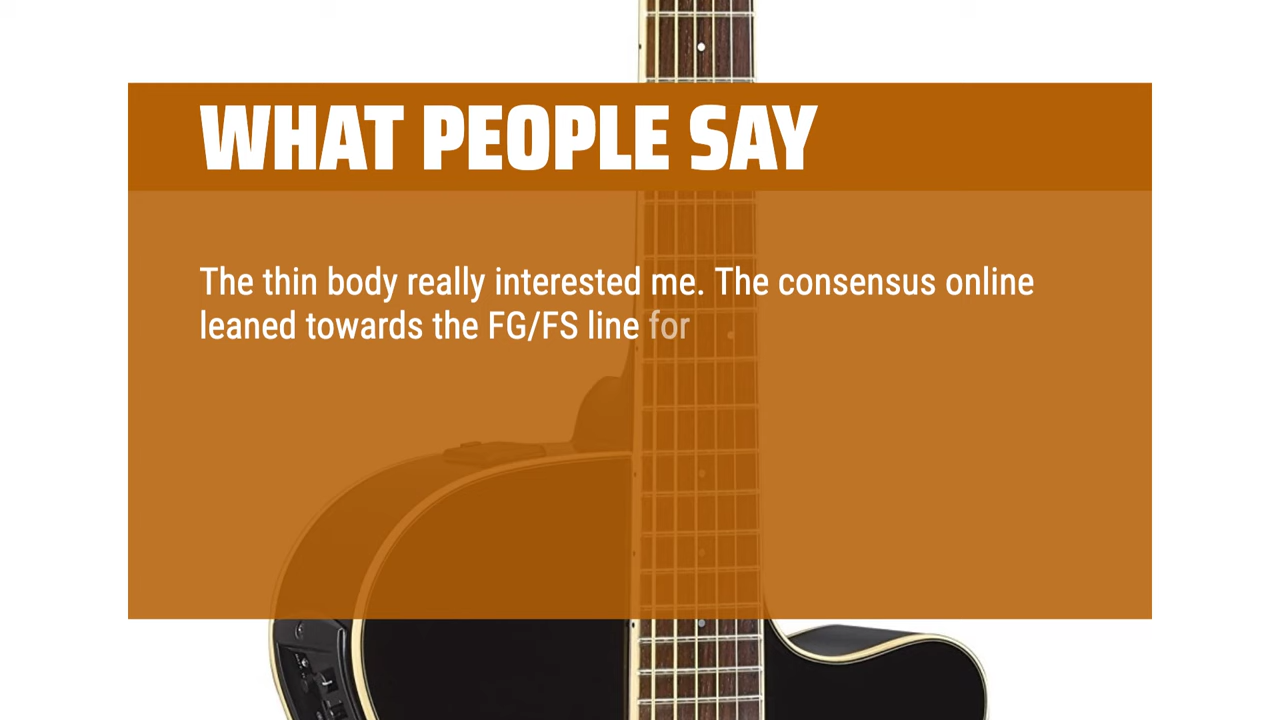 WHAT PEOPLE SAY
The thin body really interested me. The consensus online
leaned towards the FG/FS line for